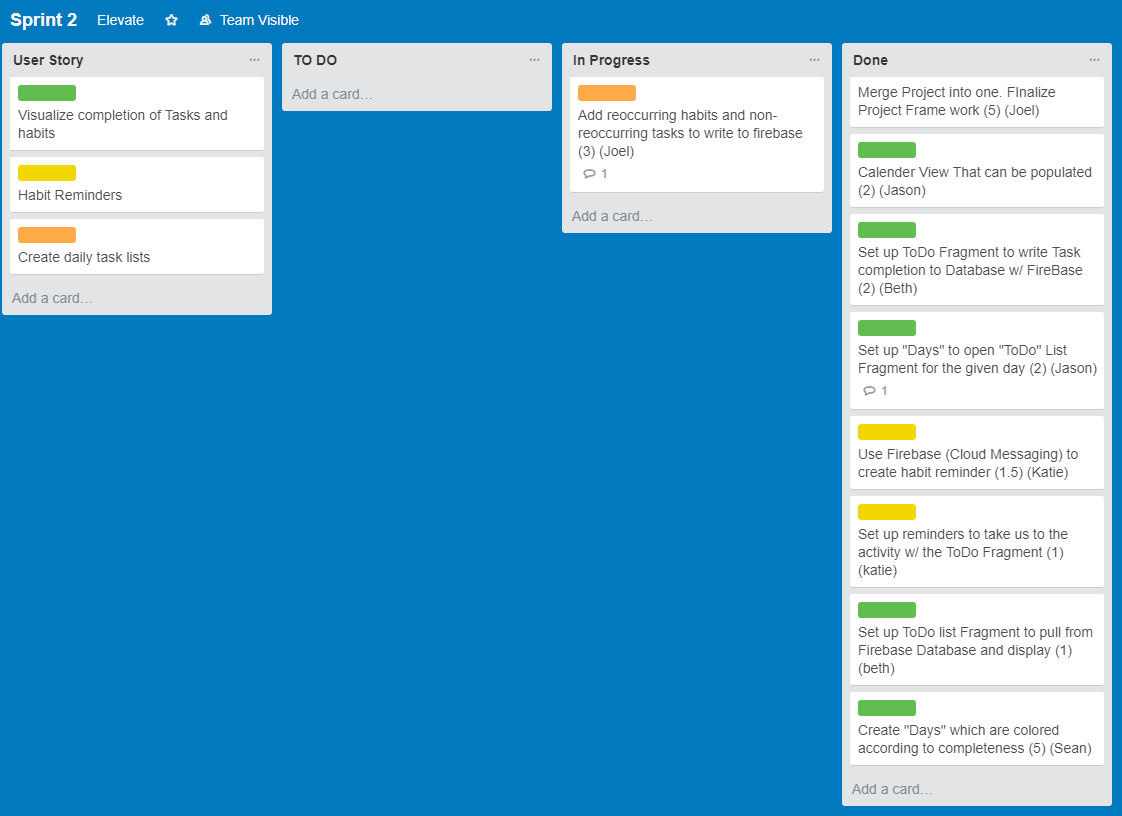 Sprint 2 Elevate Team Visible
User Story
Visualize completion of Tasks and
habits
Habit Reminders
Create daily task lists
Add a card…
TO DO
Add a card…
In Progress
Add reoccurring habits and non-
reoccurring tasks to write to firebase
(3) (Joel)
1
Add a card…
Done
Merge Project into one. FInalize
Project Frame work (5) (Joel)
Calender View That can be populated
(2) (Jason)
Set up ToDo Fragment to write Task
completion to Database w/ FireBase
(2) (Beth)
Set up "Days" to open "ToDo" List
Fragment for the given day (2) (Jason)
1
Use Firebase (Cloud Messaging) to
create habit reminder (1.5) (Katie)
Set up reminders to take us to the
activity w/ the ToDo Fragment (1)
(katie)
Set up ToDo list Fragment to pull from
Firebase Database and display (1)
(beth)
Create "Days" which are colored
according to completeness (5) (Sean)
Add a card…